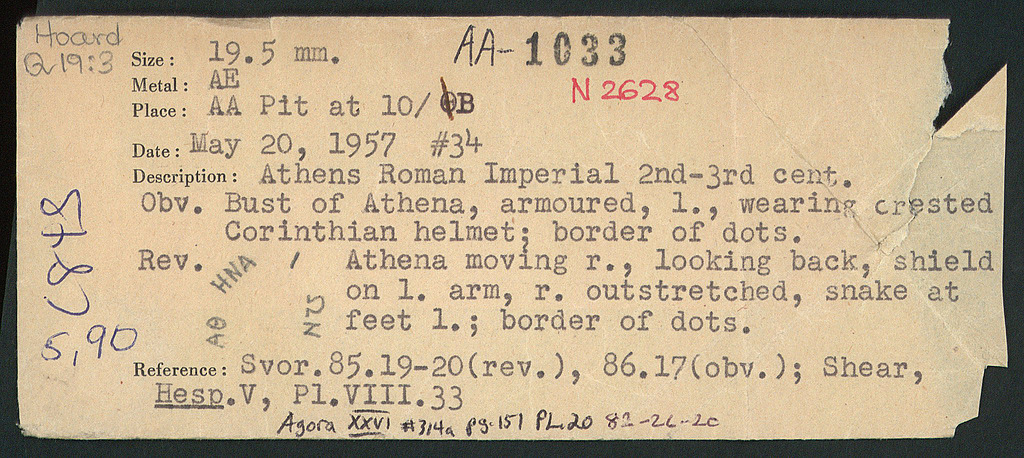 Hoard
Q 19:3
Size: 19.5 mm.
AA-1033
Metal: AE
N 2628
Place: AA Pit at 10/ B
Date: May 20, 1957 #34
Description: Athens Roman Imperial 2nd-3rd cent.
Obv. Bust of Athena, armoured, l., wearing crested
Corinthian helmet; border of dots.
Rev. Athena moving r., looking back, shield
on l. arm, r. outstretched, snake at
feet l.; border of dots.
ΑΘ ΗΝΑ
5,90
Reference: Svor.85.19-20(rev.), 86.17(obv.); Shear,
Hesp.V, Pl.VIII.33
Agora XXVI #314a pg.151 PL.20